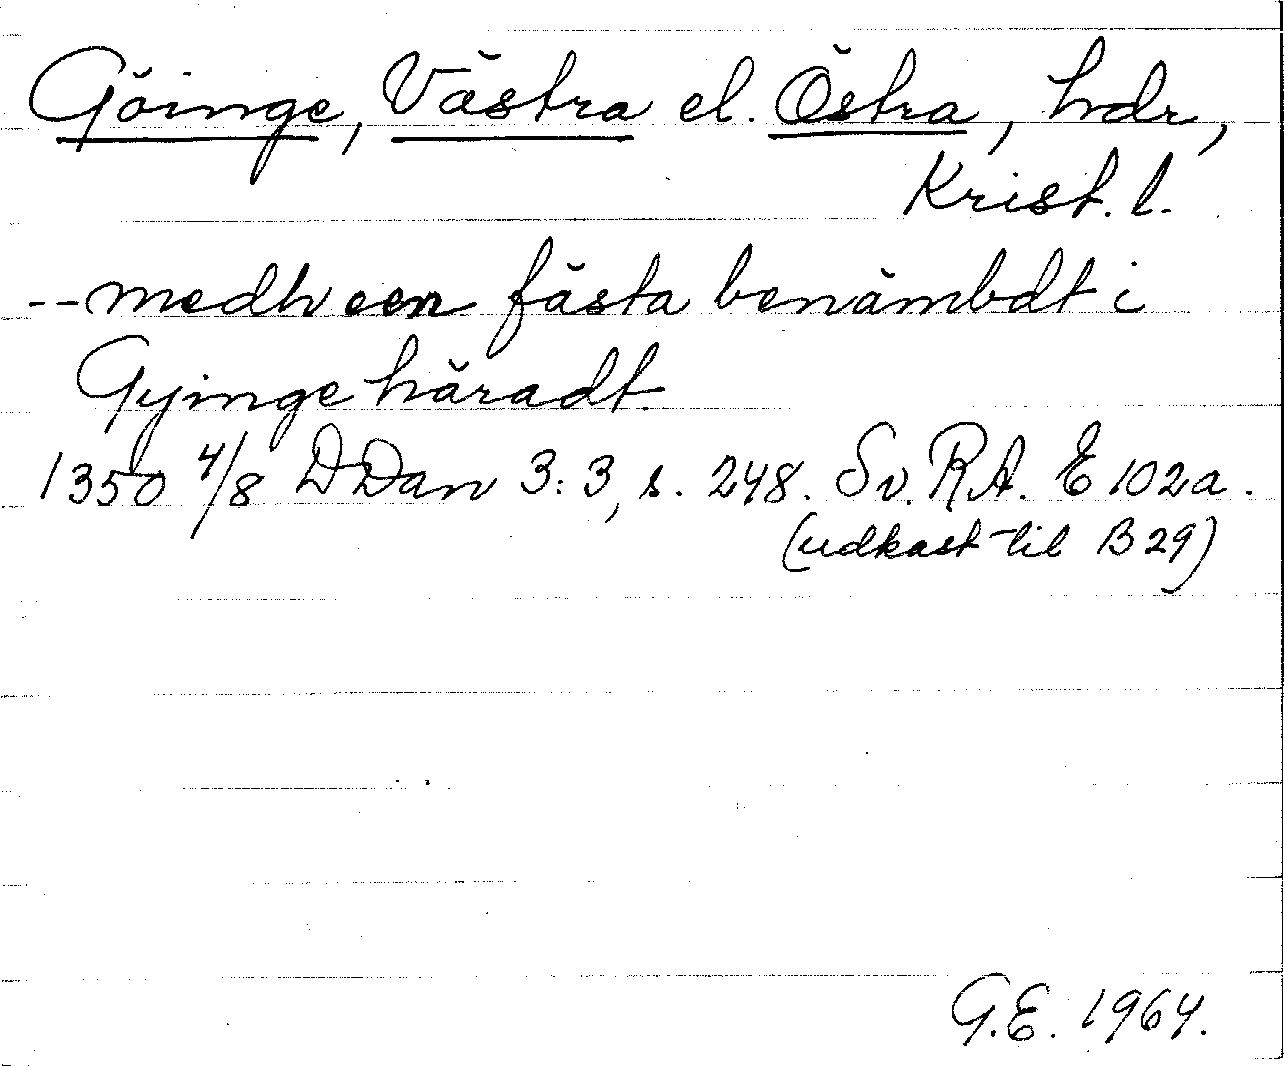 Göinge, Västra el. Östra, hdr,
Krist. l.
-- medh een fästa benämbdt i
Gyinge häradt
1350 4/8 DDan 3:3, s. 248. Sv. RA. E 102a.
(udkast til B 29)
G.E. 1964.